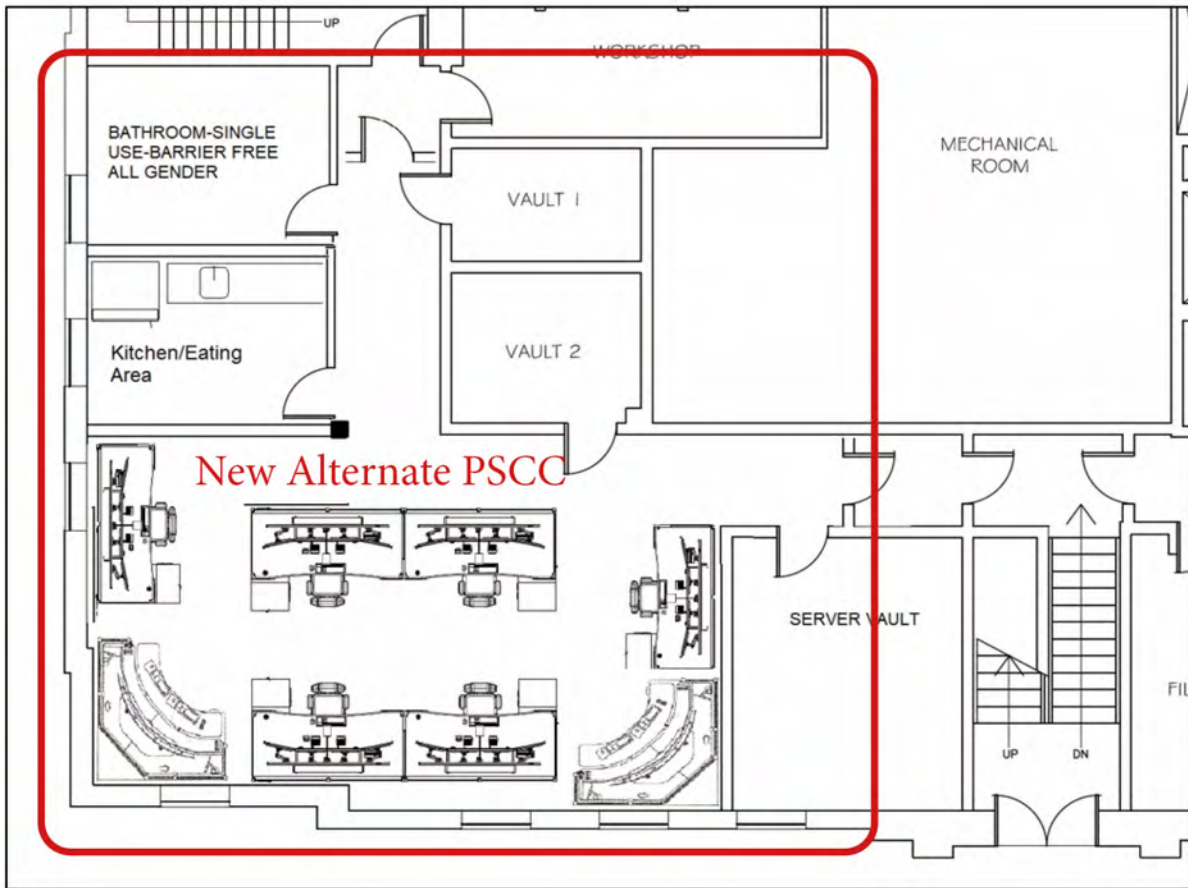 UP
WORKSHOP
BATHROOM-SINGLE
USE-BARRIER FREE
ALL GENDER
MECHANICAL
ROOM
VAULT 1
VAULT 2
Kitchen/Eating
Area
New Alternate PSCC
SERVER VAULT
FIL
UP
DN